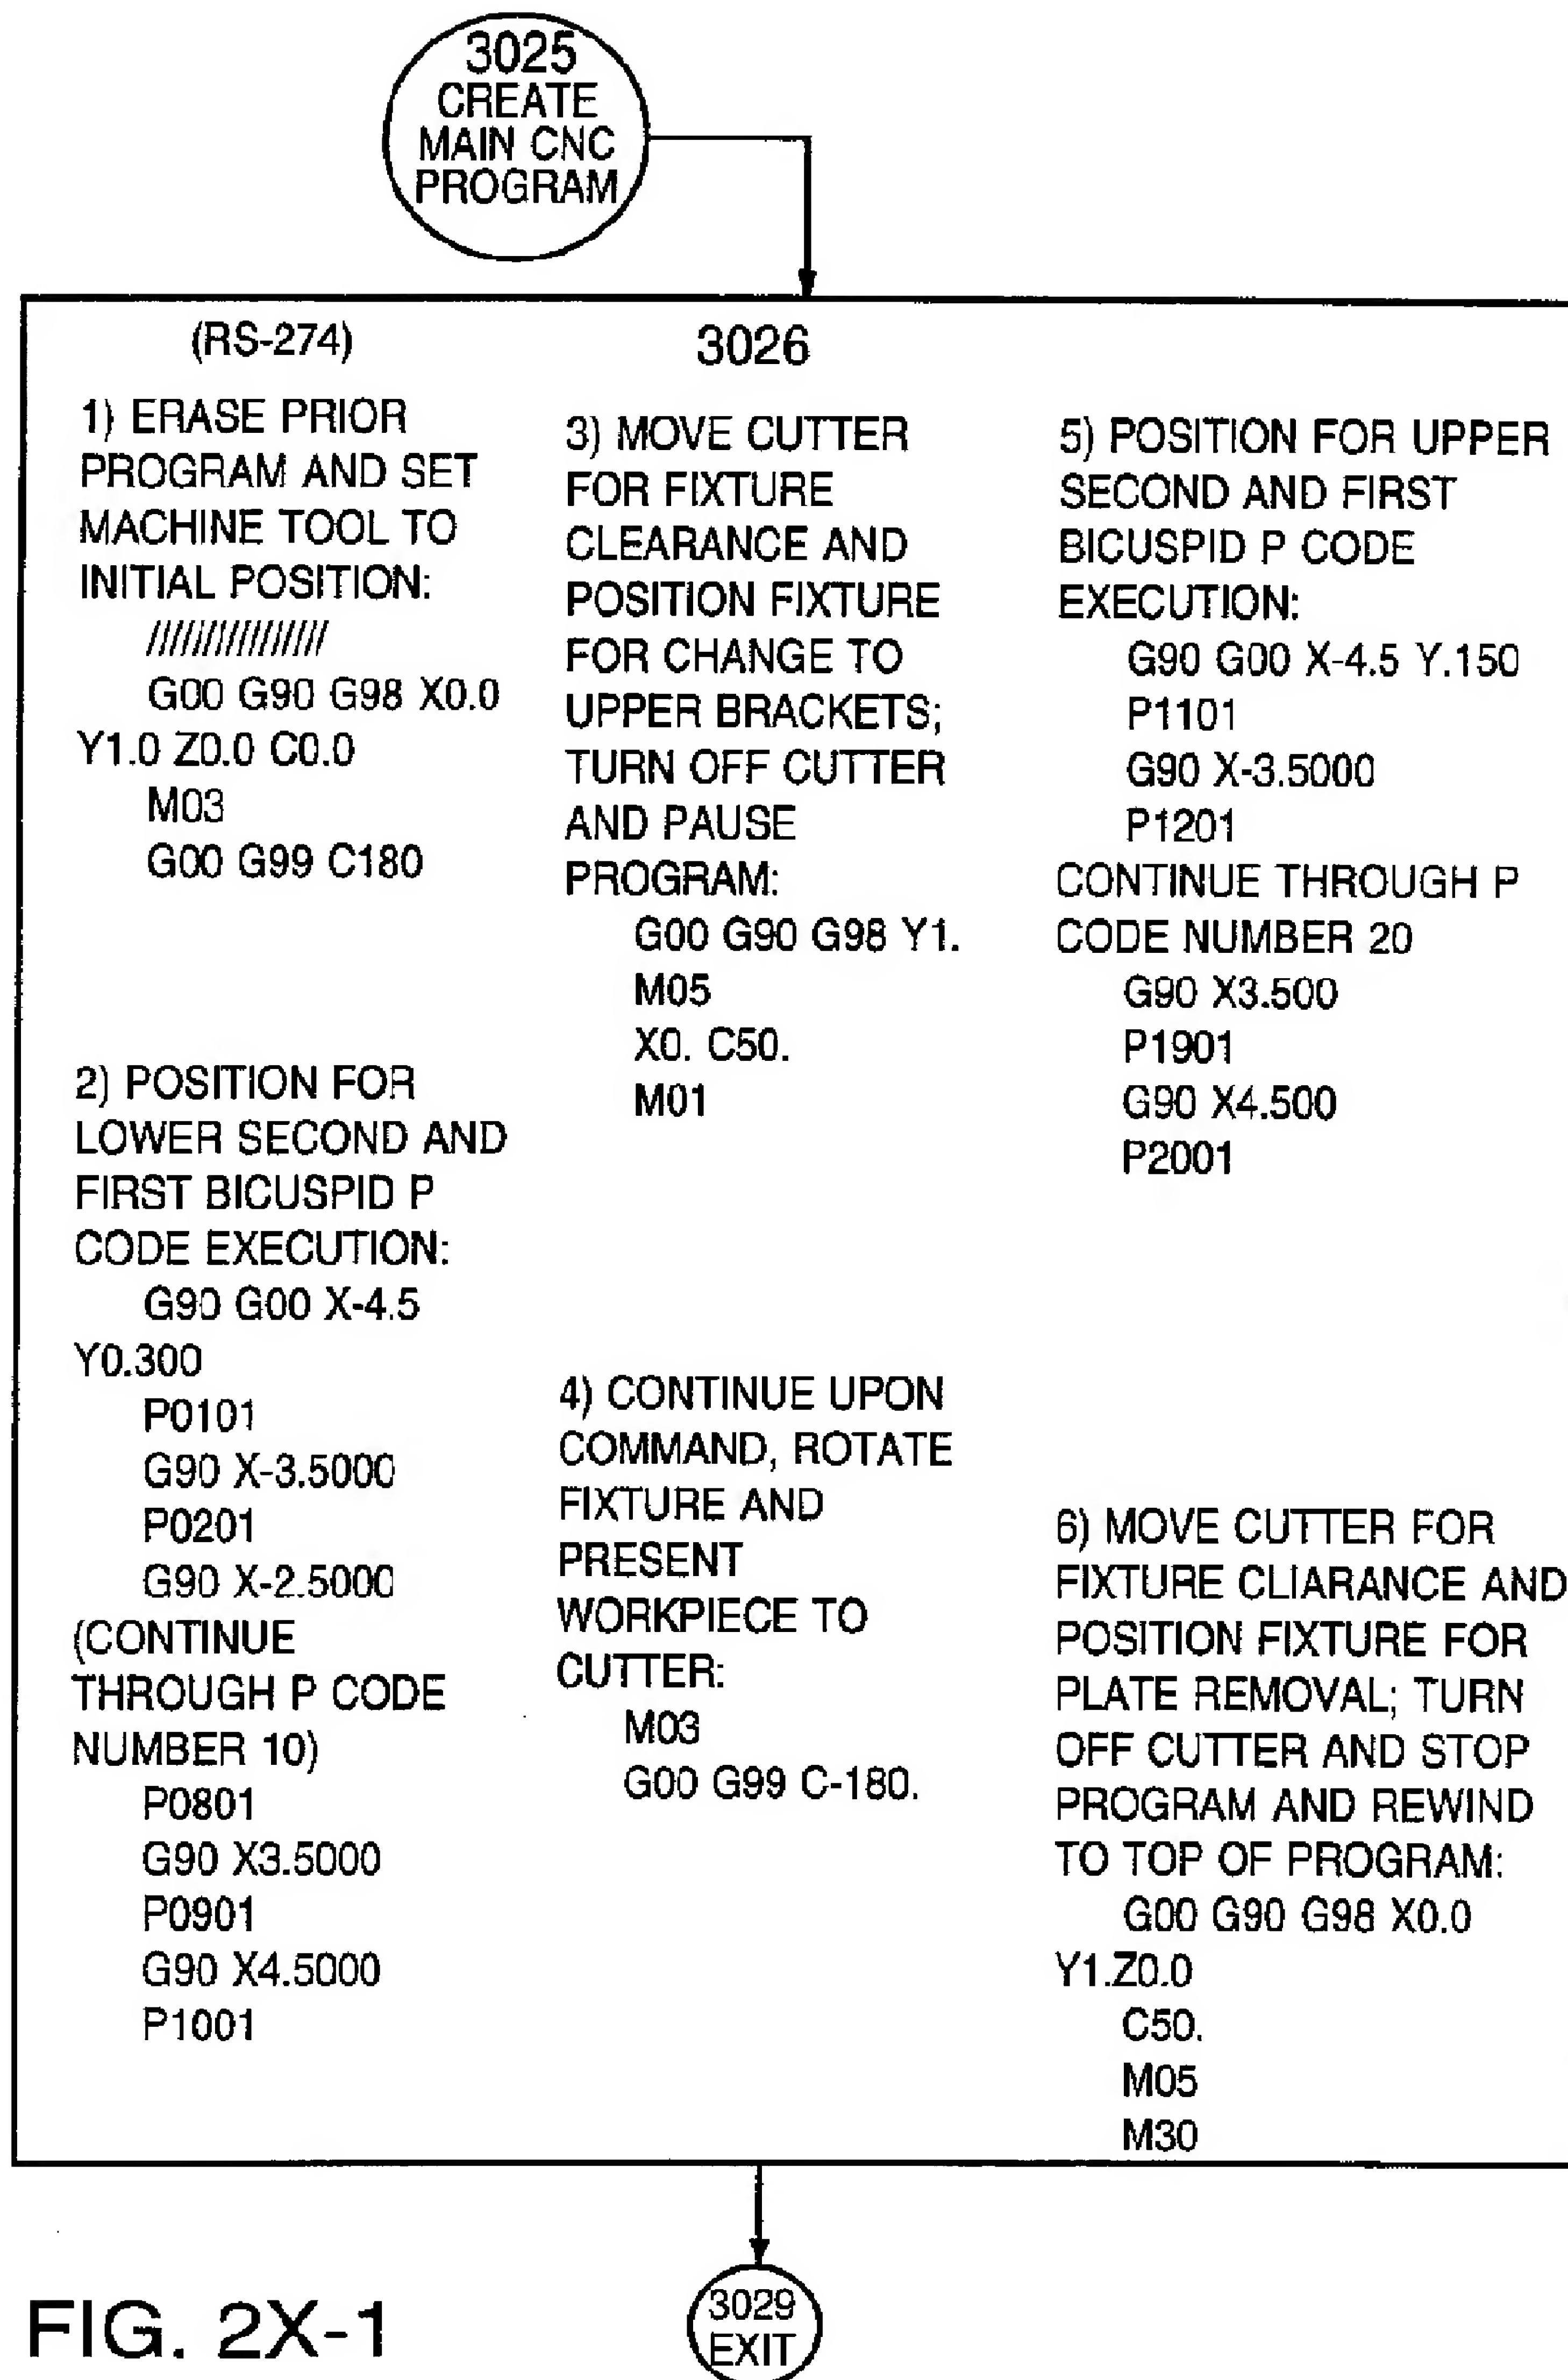 3025
CREATE
MAIN CNC
PROGRAM
(RS-274)
3026
1) ERASE PRIOR
PROGRAM AND SET
MACHINE TOOL TO
INITIAL POSITION:
////////////////
G00 G90 G98 X0.0
Y1.0 Z0.0 C0.0
M03
G00 G99 C180
2) POSITION FOR
LOWER SECOND AND
FIRST BICUSPID P
CODE EXECUTION:
G90 G00 X-4.5
Y0.300
P0101
G90 X-3.5000
P0201
G90 X-2.5000
(CONTINUE
THROUGH P CODE
NUMBER 10)
P0801
G90 X3.5000
P0901
G90 X4.5000
P1001
3) MOVE CUTTER
FOR FIXTURE
CLEARANCE AND
POSITION FIXTURE
FOR CHANGE TO
UPPER BRACKETS;
TURN OFF CUTTER
AND PAUSE
PROGRAM:
G00 G90 G98 Y1.
M05
X0. C50.
M01
4) CONTINUE UPON
COMMAND, ROTATE
FIXTURE AND
PRESENT
WORKPIECE TO
CUTTER:
M03
G00 G99 C-180.
5) POSITION FOR UPPER
SECOND AND FIRST
BICUSPID P CODE
EXECUTION:
G90 G00 X-4.5 Y.150
P1101
G90 X-3.5000
P1201
CONTINUE THROUGH P
CODE NUMBER 20
G90 X3.500
P1901
G90 X4.500
P2001
6) MOVE CUTTER FOR
FIXTURE CLIARANCE AND
POSITION FIXTURE FOR
PLATE REMOVAL; TURN
OFF CUTTER AND STOP
PROGRAM AND REWIND
TO TOP OF PROGRAM:
G00 G90 G98 X0.0
Y1.Z0.0
C50.
M05
M30
3029
EXIT
FIG. 2X-1